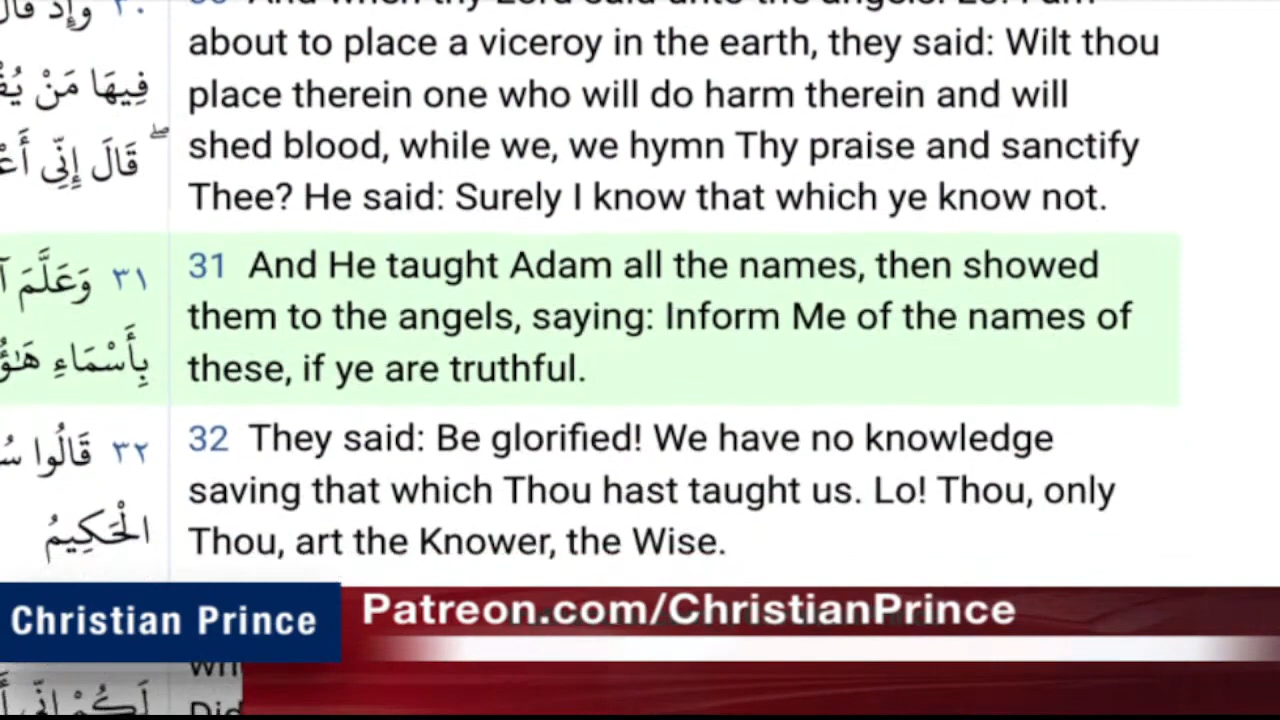 about to place a viceroy in the earth, they said: Wilt thou
place therein one who will do harm therein and will
shed blood, while we, we hymn Thy praise and sanctify
Thee? He said: Surely I know that which ye know not.
31 And He taught Adam all the names, then showed
them to the angels, saying: Inform Me of the names of
these, if ye are truthful.
32 They said: Be glorified! We have no knowledge
saving that which Thou hast taught us. Lo! Thou, only
Thou, art the Knower, the Wise.
٣٠ وَإِذْ قَالَ
فِيهَا مَنْ
قَالَ إِنِّي
٣١ وَعَلَّمَ
بِأَسْمَاءِ
٣٢ قَالُوا
الْحَكِيمُ
Christian Prince
Patreon.com/ChristianPrince
لَكُمْ إِنِّي